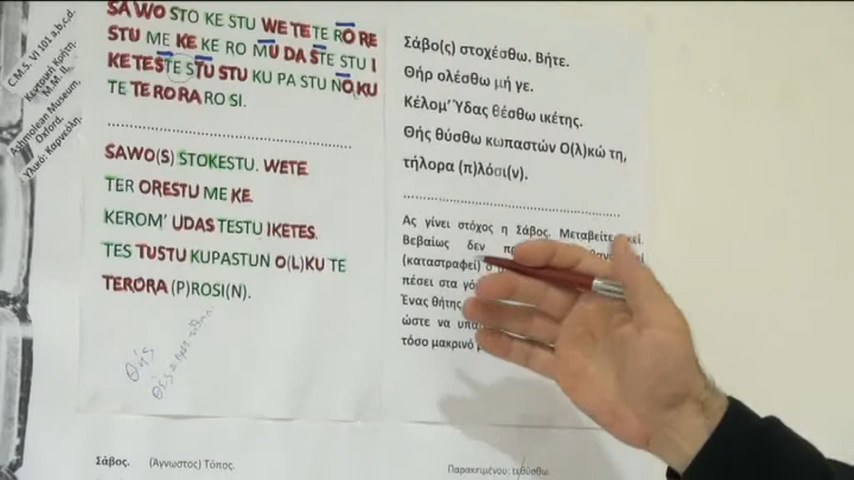 C.M.S. VI 101 a,b,c,d.
Κεντρική Κρήτη.
M.M. II.
Ashmolean Museum,
Oxford.
Υλικό: Καρνεόλη.
SAWO STO KE STU WE TE TE RO RE
STU ME KE KE RO MU DA STE STU I
KE TE STE STU STU KU PA STU NO KU
TE TE RO RA RO SI.
SAWO(S) STOKESTU. WETE
TER ORESTU ME KE.
KEROM' UDAS TESTU IKETES.
TES TUSTU KUPASTUN O(L)KU TE
TERORA (P)ROSI(N).
Σάβο(ς) στοχέσθω. Βήτε.
Θήρ ολέσθω μή γε.
Κέλομ' Ύδας θέσθω ικέτης.
Θής θύσθω κωπαστών Ο(λ)κώ τη,
τήλορα (π)λόσι(ν).
Ας γίνει στόχος η Σάβος. Μεταβείτε
Βεβαίως δεν
(καταστραφεί)
πέσει στα
Ένας θήτης
ώστε να
τόσο μακρινό
Θής
Σάβος. (Άγνωστος) Τόπος.
Παρακειμένου: